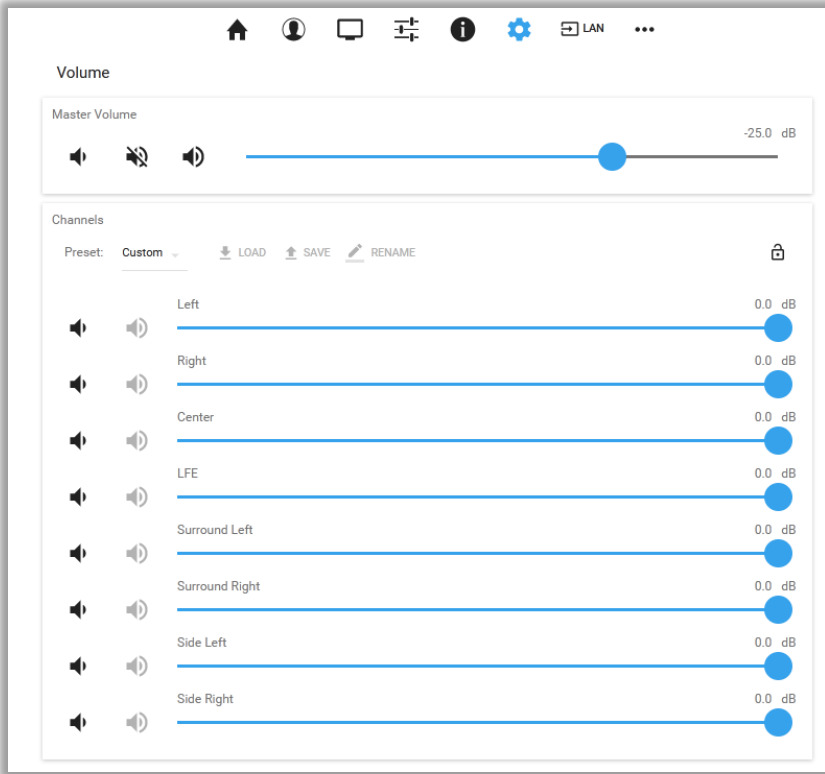 LAN
Volume
Master Volume
-25.0 dB
Channels
Preset: Custom LOAD SAVE RENAME
Left 0.0 dB
Right 0.0 dB
Center 0.0 dB
LFE 0.0 dB
Surround Left 0.0 dB
Surround Right 0.0 dB
Side Left 0.0 dB
Side Right 0.0 dB